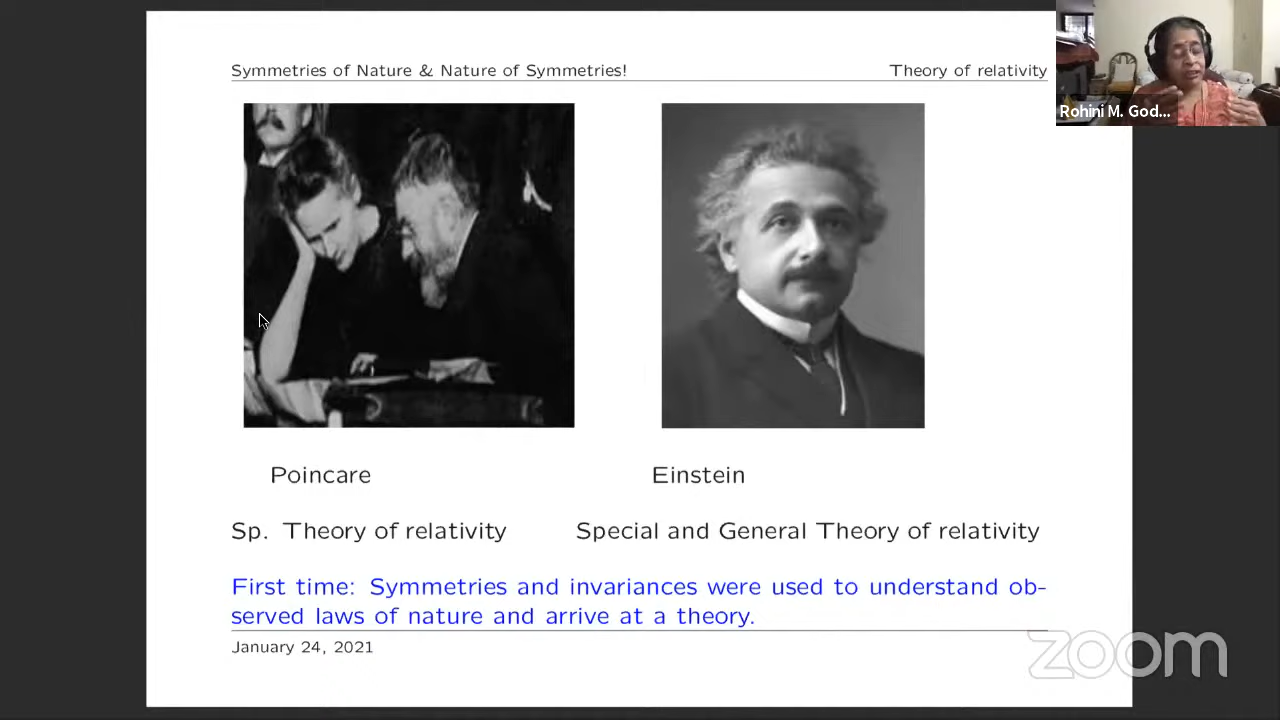 Symmetries of Nature & Nature of Symmetries!
Theory of relativity
Rohini M. God...
Poincare
Einstein
Sp. Theory of relativity
Special and General Theory of relativity
First time: Symmetries and invariances were used to understand ob-
served laws of nature and arrive at a theory.
January 24, 2021
zoom